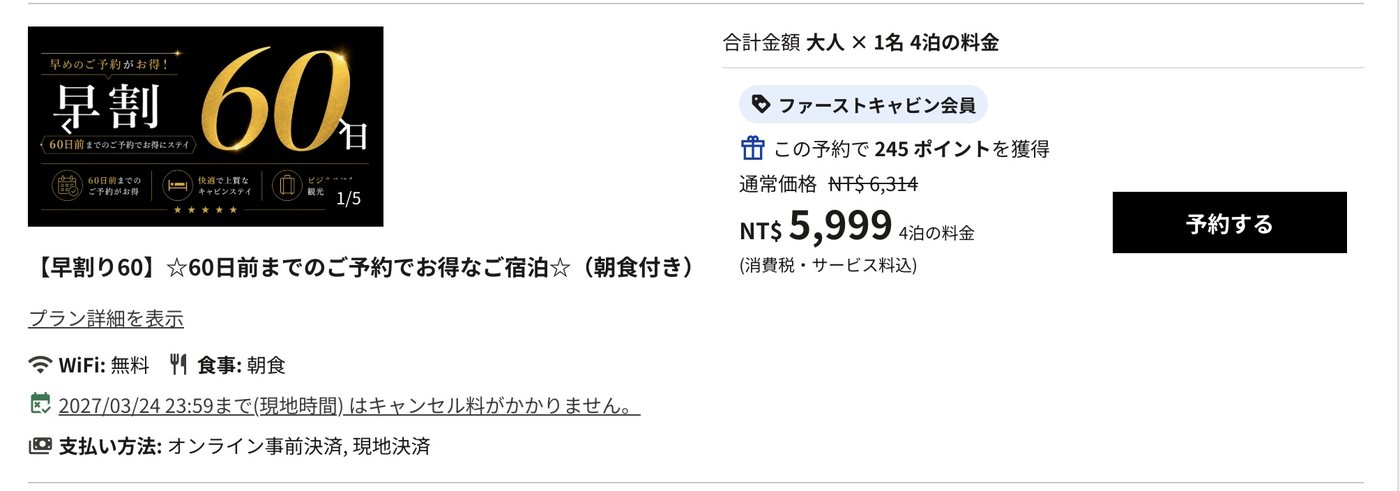 早めのご予約がお得！
早割
60日
60日前までのご予約でお得にステイ
60日前までの
ご予約がお得
快適で上質な
キャビンステイ
観光
1/5
【早割り60】☆60日前までのご予約でお得なご宿泊☆（朝食付き）
プラン詳細を表示
WiFi: 無料 食事: 朝食
2027/03/24 23:59まで(現地時間) はキャンセル料がかかりません。
支払い方法: オンライン事前決済, 現地決済
合計金額 大人 × 1名 4泊の料金
ファーストキャビン会員
この予約で 245 ポイントを獲得
通常価格 NT$ 6,314
NT$ 5,999 4泊の料金
(消費税・サービス料込)
予約する